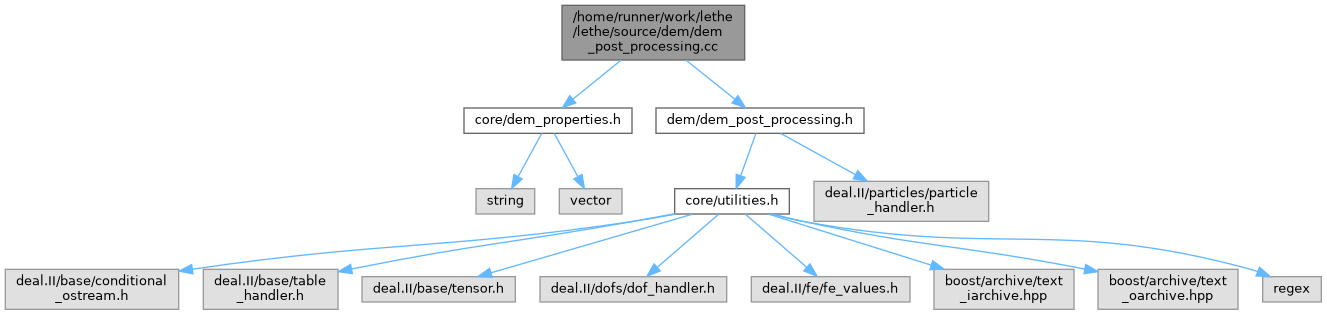 /home/runner/work/lethe
/lethe/source/dem/dem
_post_processing.cc
core/dem_properties.h
dem/dem_post_processing.h
string
vector
core/utilities.h
deal.II/particles/particle
_handler.h
deal.II/base/conditional
_ostream.h
deal.II/base/table
_handler.h
deal.II/base/tensor.h
deal.II/dofs/dof_handler.h
deal.II/fe/fe_values.h
boost/archive/text
_iarchive.hpp
boost/archive/text
_oarchive.hpp
regex